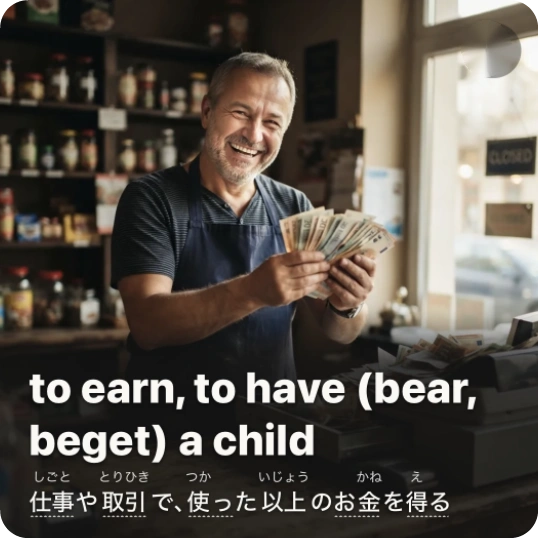 CLOSED
to earn, to have (bear,
beget) a child
しごと とりひき つか いじょう かね え
仕事や取引で、使った以上のお金を得る